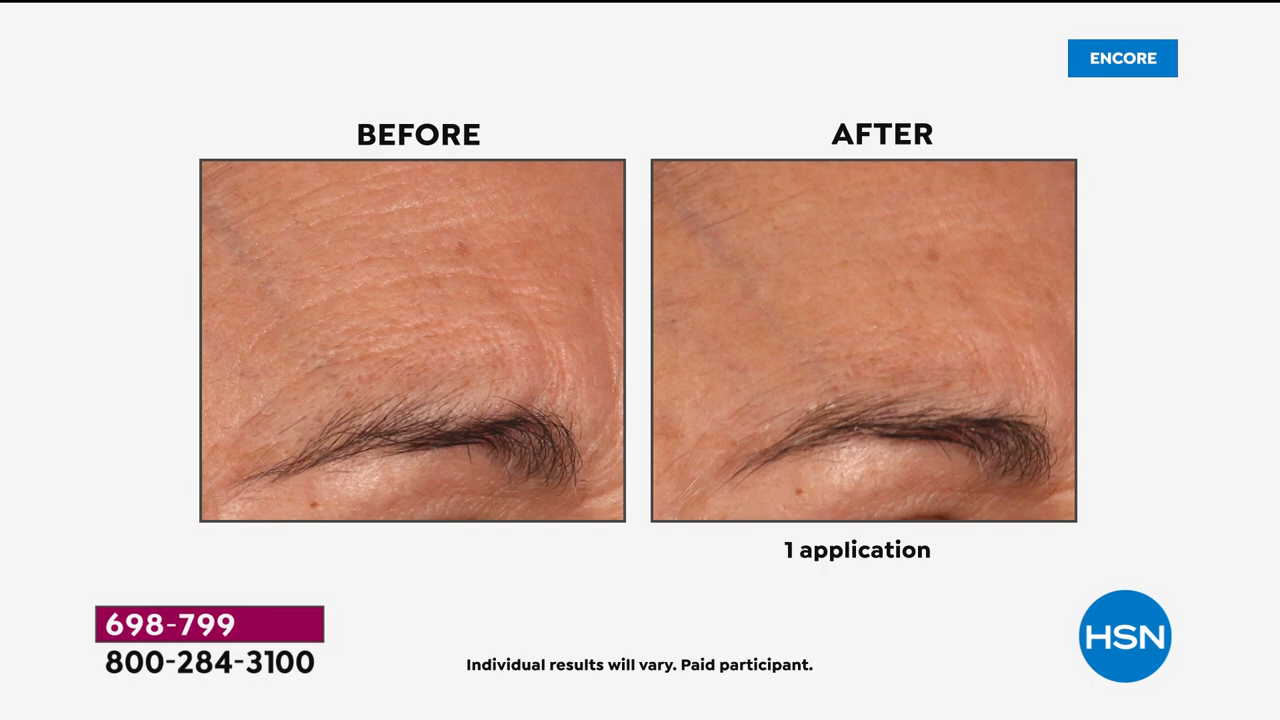 ENCORE
BEFORE
AFTER
1 application
698-799
800-284-3100
Individual results will vary. Paid participant.
HSN